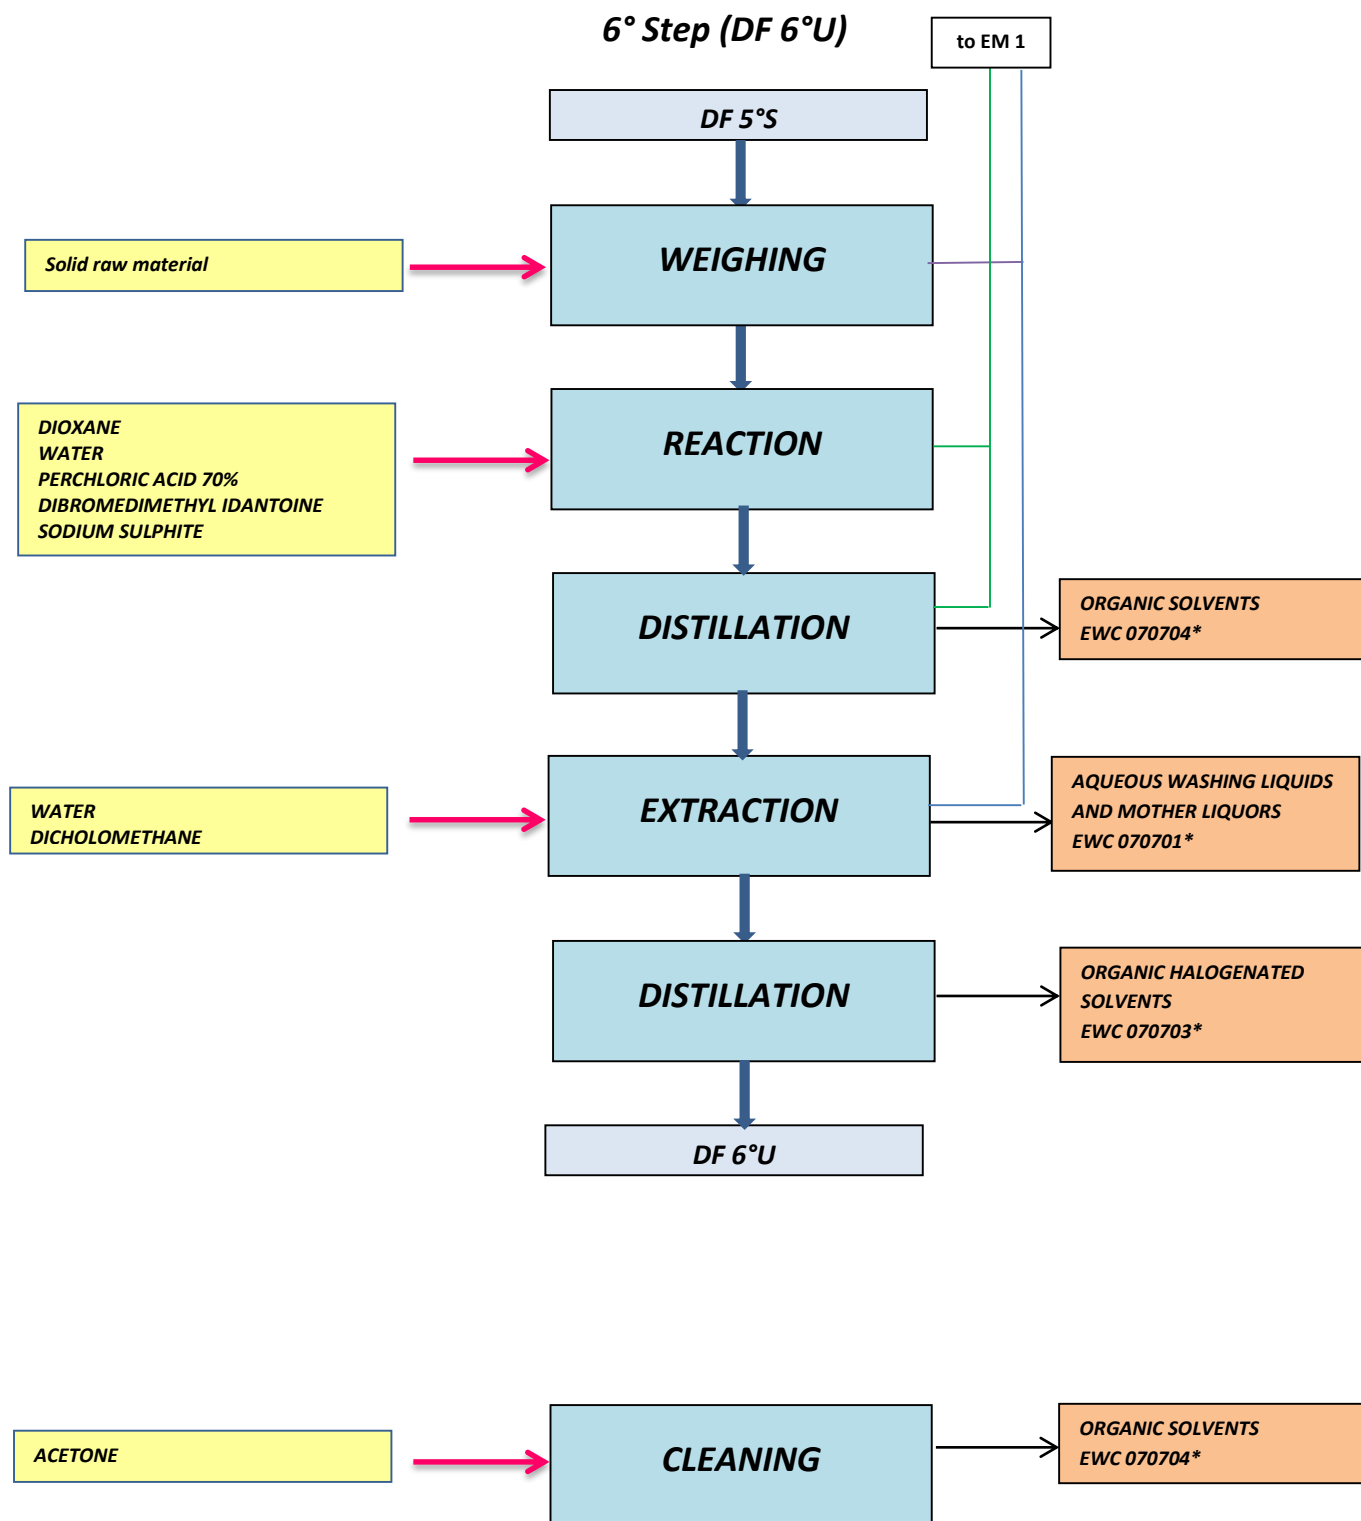 6° Step (DF 6°U)
to EM 1
DF 5°S
WEIGHING
Solid raw material
DIOXANE
WATER
PERCHLORIC ACID 70%
DIBROMEDIMETHYL IDANTOINE
SODIUM SULPHITE
REACTION
DISTILLATION
ORGANIC SOLVENTS
EWC 070704*
WATER
DICHOLOMETHANE
EXTRACTION
AQUEOUS WASHING LIQUIDS
AND MOTHER LIQUORS
EWC 070701*
DISTILLATION
ORGANIC HALOGENATED
SOLVENTS
EWC 070703*
DF 6°U
ACETONE
CLEANING
ORGANIC SOLVENTS
EWC 070704*